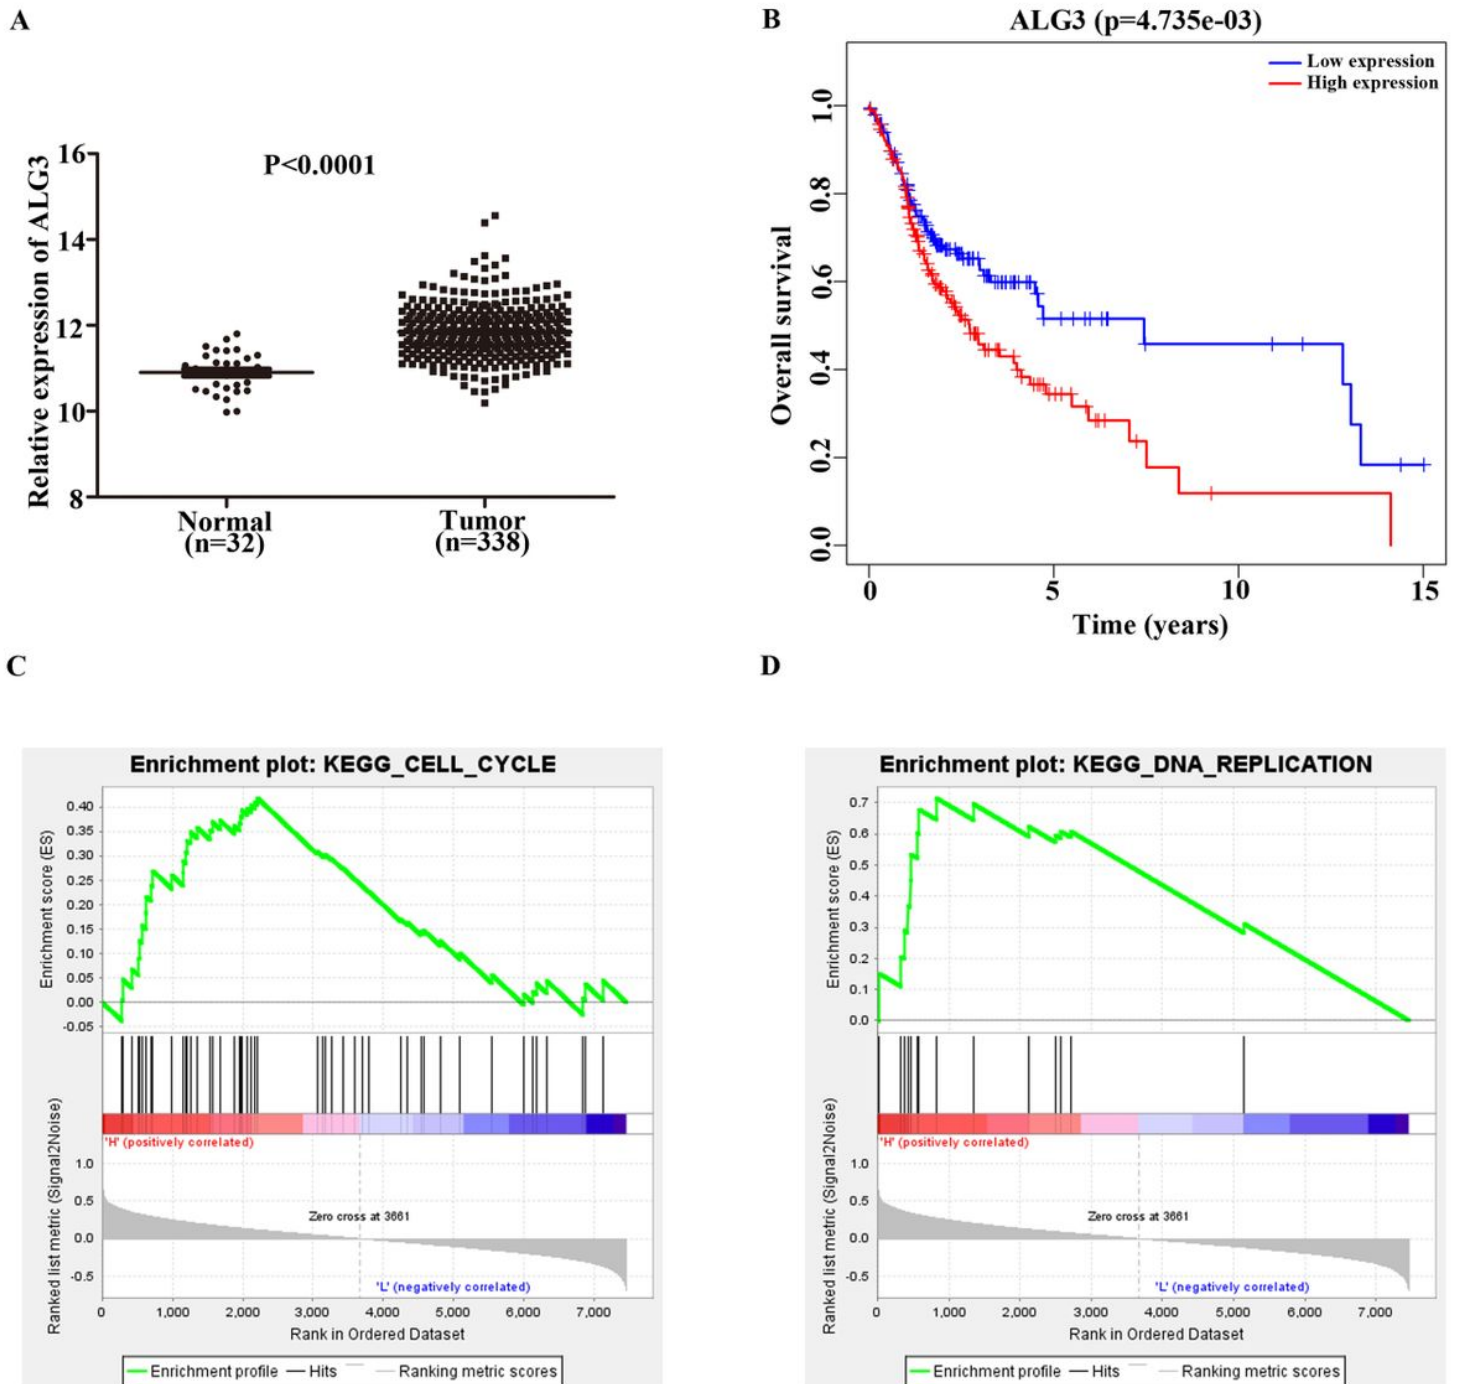 A
Relative expression of ALG3
16
14
12
10
8
P<0.0001
Normal
(n=32)
Tumor
(n=338)
B
ALG3 (p=4.735e-03)
Low expression
High expression
Overall survival
1.0
0.8
0.6
0.4
0.2
0.0
0
5
10
15
Time (years)
C
Enrichment plot: KEGG_CELL_CYCLE
Enrichment score (ES)
0.40
0.35
0.30
0.25
0.20
0.15
0.10
0.05
0.00
-0.05
'H' (positively correlated)
Ranked list metric (Signal2Noise)
1.0
0.5
0.0
-0.5
Zero cross at 3661
'L' (negatively correlated)
0
1,000
2,000
3,000
4,000
5,000
6,000
7,000
Rank in Ordered Dataset
Enrichment profile
Hits
Ranking metric scores
D
Enrichment plot: KEGG_DNA_REPLICATION
Enrichment score (ES)
0.7
0.6
0.5
0.4
0.3
0.2
0.1
0.0
'H' (positively correlated)
Ranked list metric (Signal2Noise)
1.0
0.5
0.0
-0.5
Zero cross at 3661
'L' (negatively correlated)
0
1,000
2,000
3,000
4,000
5,000
6,000
7,000
Rank in Ordered Dataset
Enrichment profile
Hits
Ranking metric scores